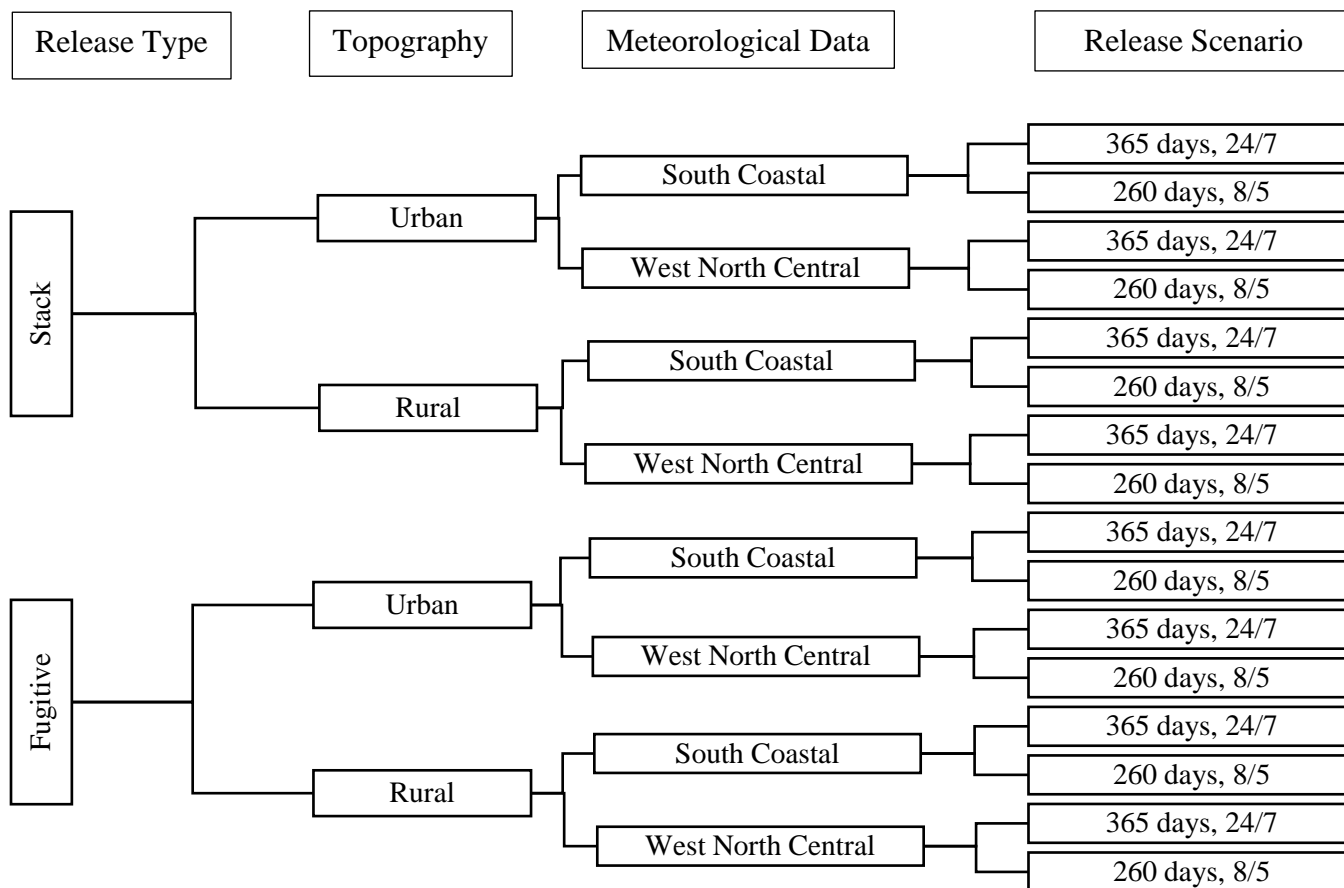 Release Type
Topography
Meteorological Data
Release Scenario
Stack
Urban
South Coastal
365 days, 24/7
260 days, 8/5
West North Central
365 days, 24/7
260 days, 8/5
Rural
South Coastal
365 days, 24/7
260 days, 8/5
West North Central
365 days, 24/7
260 days, 8/5
Fugitive
Urban
South Coastal
365 days, 24/7
260 days, 8/5
West North Central
365 days, 24/7
260 days, 8/5
Rural
South Coastal
365 days, 24/7
260 days, 8/5
West North Central
365 days, 24/7
260 days, 8/5